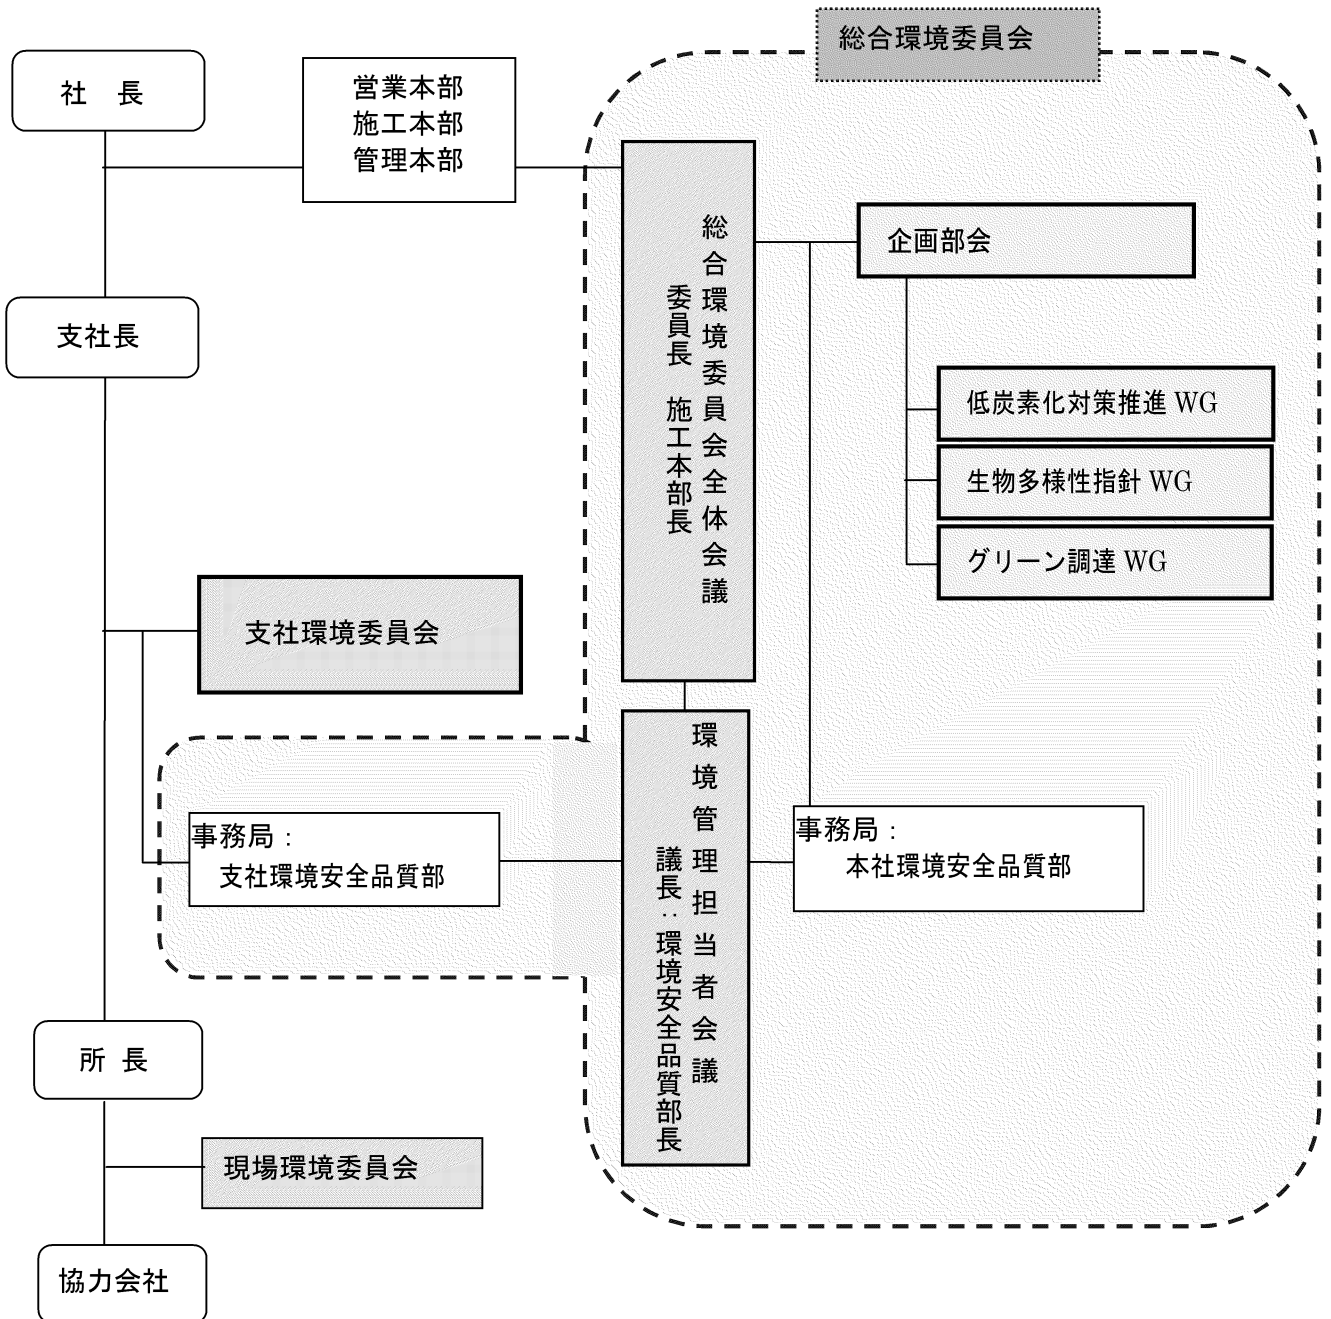 総合環境委員会
社　長
営業本部
施工本部
管理本部
総合環境委員会全体会議
委員長　施工本部長
企画部会
支社長
低炭素化対策推進 WG
生物多様性指針 WG
グリーン調達 WG
支社環境委員会
環境管理担当者会議
議長：環境安全品質部長
事務局：
支社環境安全品質部
事務局：
本社環境安全品質部
所 長
現場環境委員会
協力会社